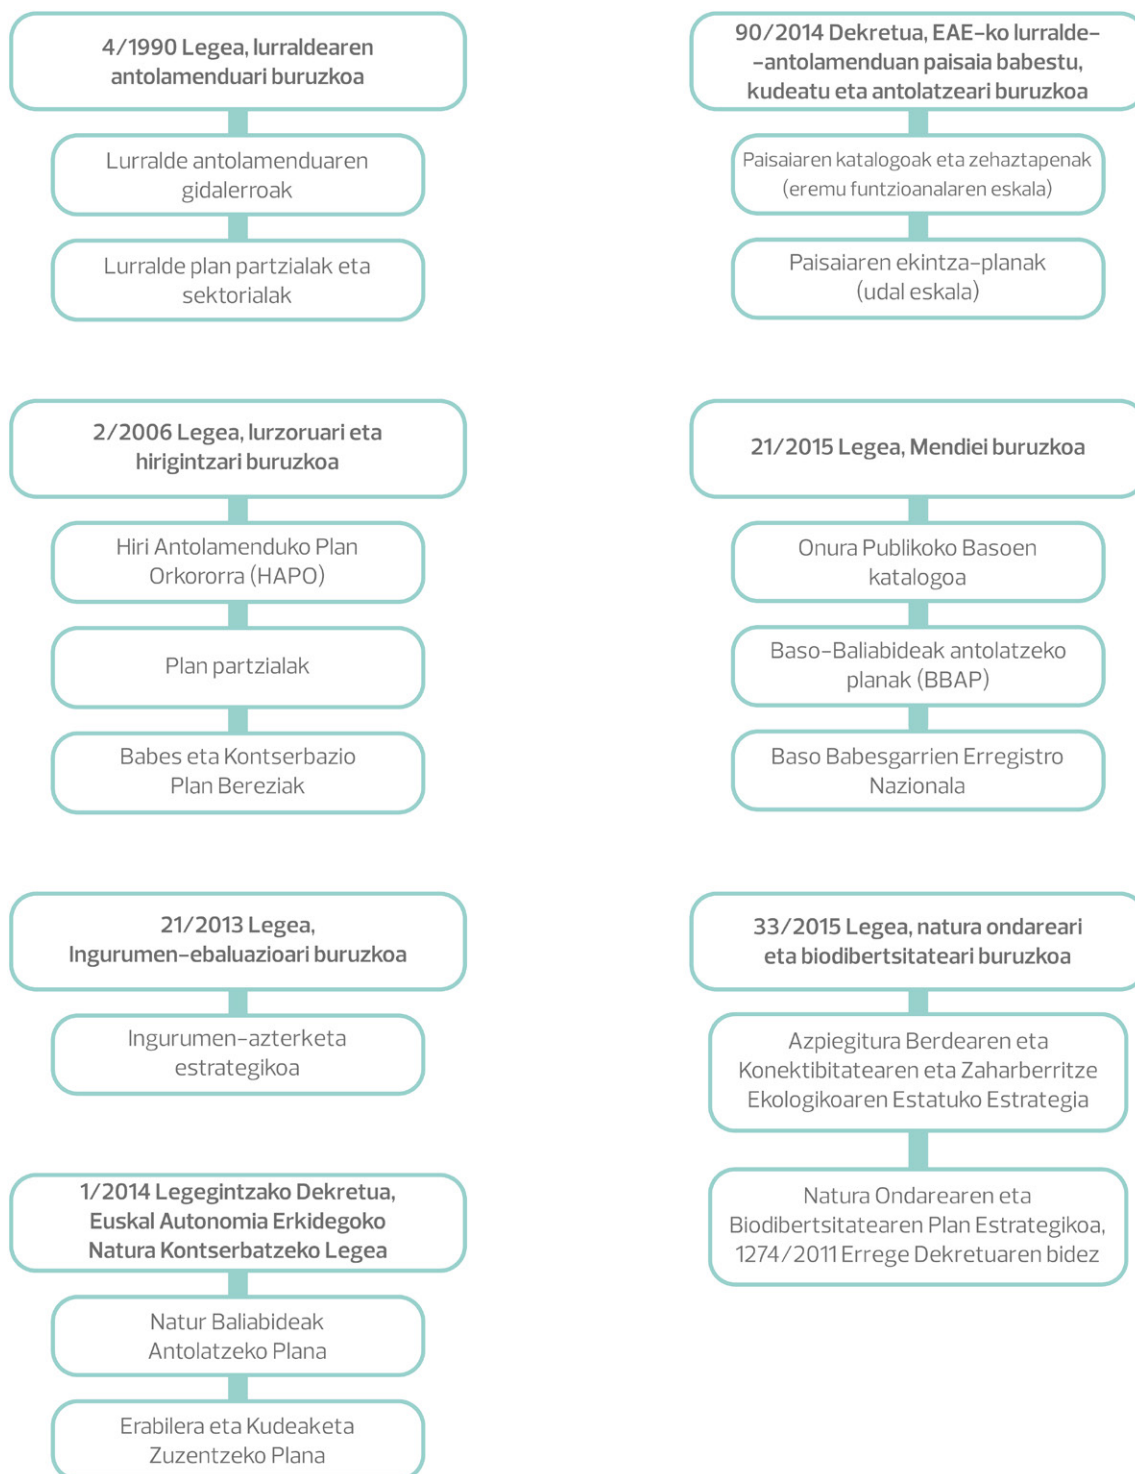 4/1990 Legea, lurraldearen
antolamenduari buruzkoa
Lurralde antolamenduaren
gidalerroak
Lurralde plan partzialak eta
sektorialak
90/2014 Dekretua, EAE-ko lurralde-
-antolamenduan paisaia babestu,
kudeatu eta antolatzeari buruzkoa
Paisaiaren katalogoak eta zehaztapenak
(eremu funtzioanalaren eskala)
Paisaiaren ekintza-planak
(udal eskala)
2/2006 Legea, lurzoruari eta
hirigintzari buruzkoa
Hiri Antolamenduko Plan
Orkororra (HAPO)
Plan partzialak
Babes eta Kontserbazio
Plan Bereziak
21/2015 Legea, Mendiei buruzkoa
Onura Publikoko Basoen
katalogoa
Baso-Baliabideak antolatzeko
planak (BBAP)
Baso Babesgarrien Erregistro
Nazionala
21/2013 Legea,
Ingurumen-ebaluazioari buruzkoa
Ingurumen-azterketa
estrategikoa
33/2015 Legea, natura ondareari
eta biodibertsitateari buruzkoa
Azpiegitura Berdearen eta
Konektibitatearen eta Zaharberritze
Ekologikoaren Estatuko Estrategia
Natura Ondarearen eta
Biodibertsitatearen Plan Estrategikoa,
1274/2011 Errege Dekretuaren bidez
1/2014 Legegintzako Dekretua,
Euskal Autonomia Erkidegoko
Natura Kontserbatzeko Legea
Natur Baliabideak
Antolatzeko Plana
Erabilera eta Kudeaketa
Zuzentzeko Plana